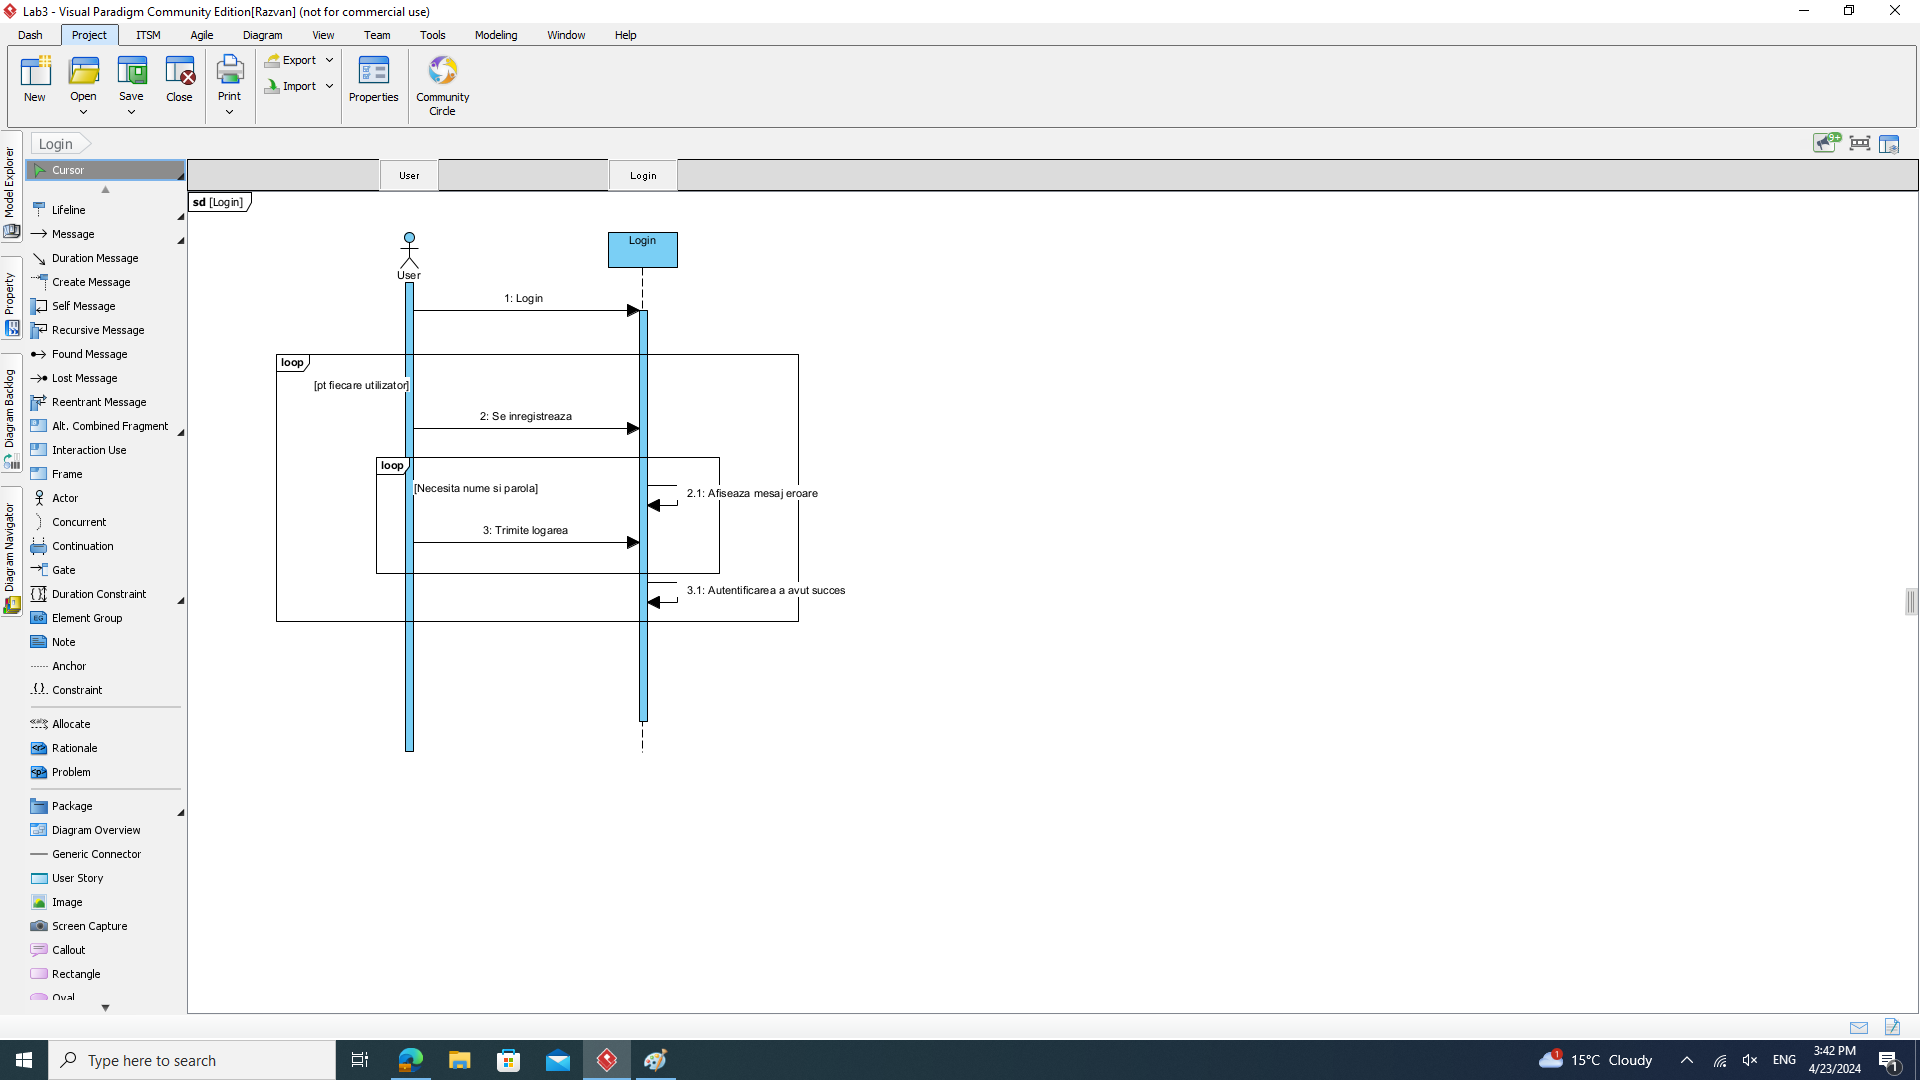 Lab3 - Visual Paradigm Community Edition[Razvan] (not for commercial use)
Dash Project ITSM Agile Diagram View Team Tools Modeling Window Help
New
Open
Save
Close
Print
Export
Import
Properties
Community
Circle
Login
Model Explorer
Property
Diagram Backlog
Diagram Navigator
Cursor
Lifeline
Message
Duration Message
Create Message
Self Message
Recursive Message
Found Message
Lost Message
Reentrant Message
Alt. Combined Fragment
Interaction Use
Frame
Actor
Concurrent
Continuation
Gate
Duration Constraint
Element Group
Note
Anchor
Constraint
Allocate
Rationale
Problem
Package
Diagram Overview
Generic Connector
User Story
Image
Screen Capture
Callout
Rectangle
Oval
9+
User Login
sd [Login]
User
Login
1: Login
loop
[pt fiecare utilizator]
2: Se inregistreaza
loop
[Necesita nume si parola]
2.1: Afiseaza mesaj eroare
3: Trimite logarea
3.1: Autentificarea a avut succes
Type here to search
1
15°C Cloudy
ENG
3:42 PM
4/23/2024
1